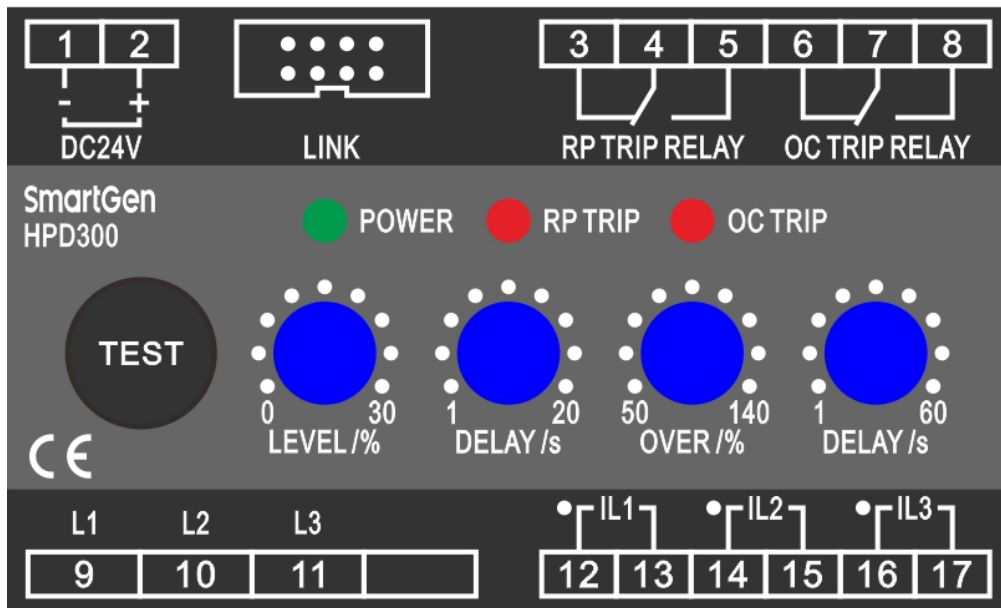 1 2 3 4 5 6 7 8
- +
DC24V LINK RP TRIP RELAY OC TRIP RELAY
SmartGen
HPD300
POWER RP TRIP OC TRIP
TEST
0 30 1 20 50 140 1 60
LEVEL /% DELAY /s OVER /% DELAY /s
CE
L1 L2 L3 IL1 IL2 IL3
9 10 11 12 13 14 15 16 17